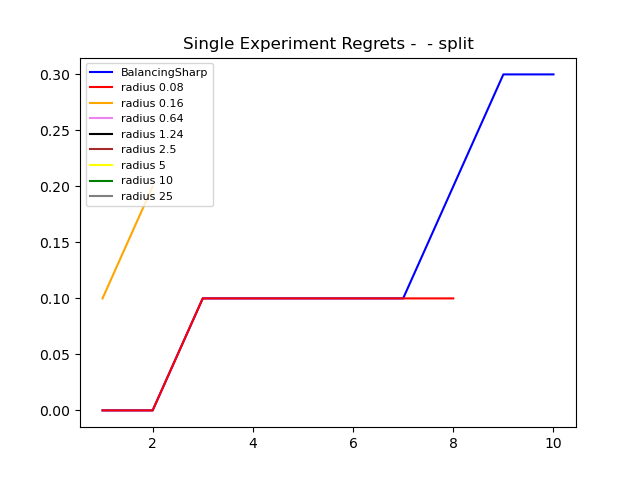 Single Experiment Regrets -  - split
0.30
0.25
0.20
0.15
0.10
0.05
0.00
BalancingSharp
radius 0.08
radius 0.16
radius 0.64
radius 1.24
radius 2.5
radius 5
radius 10
radius 25
2 4 6 8 10